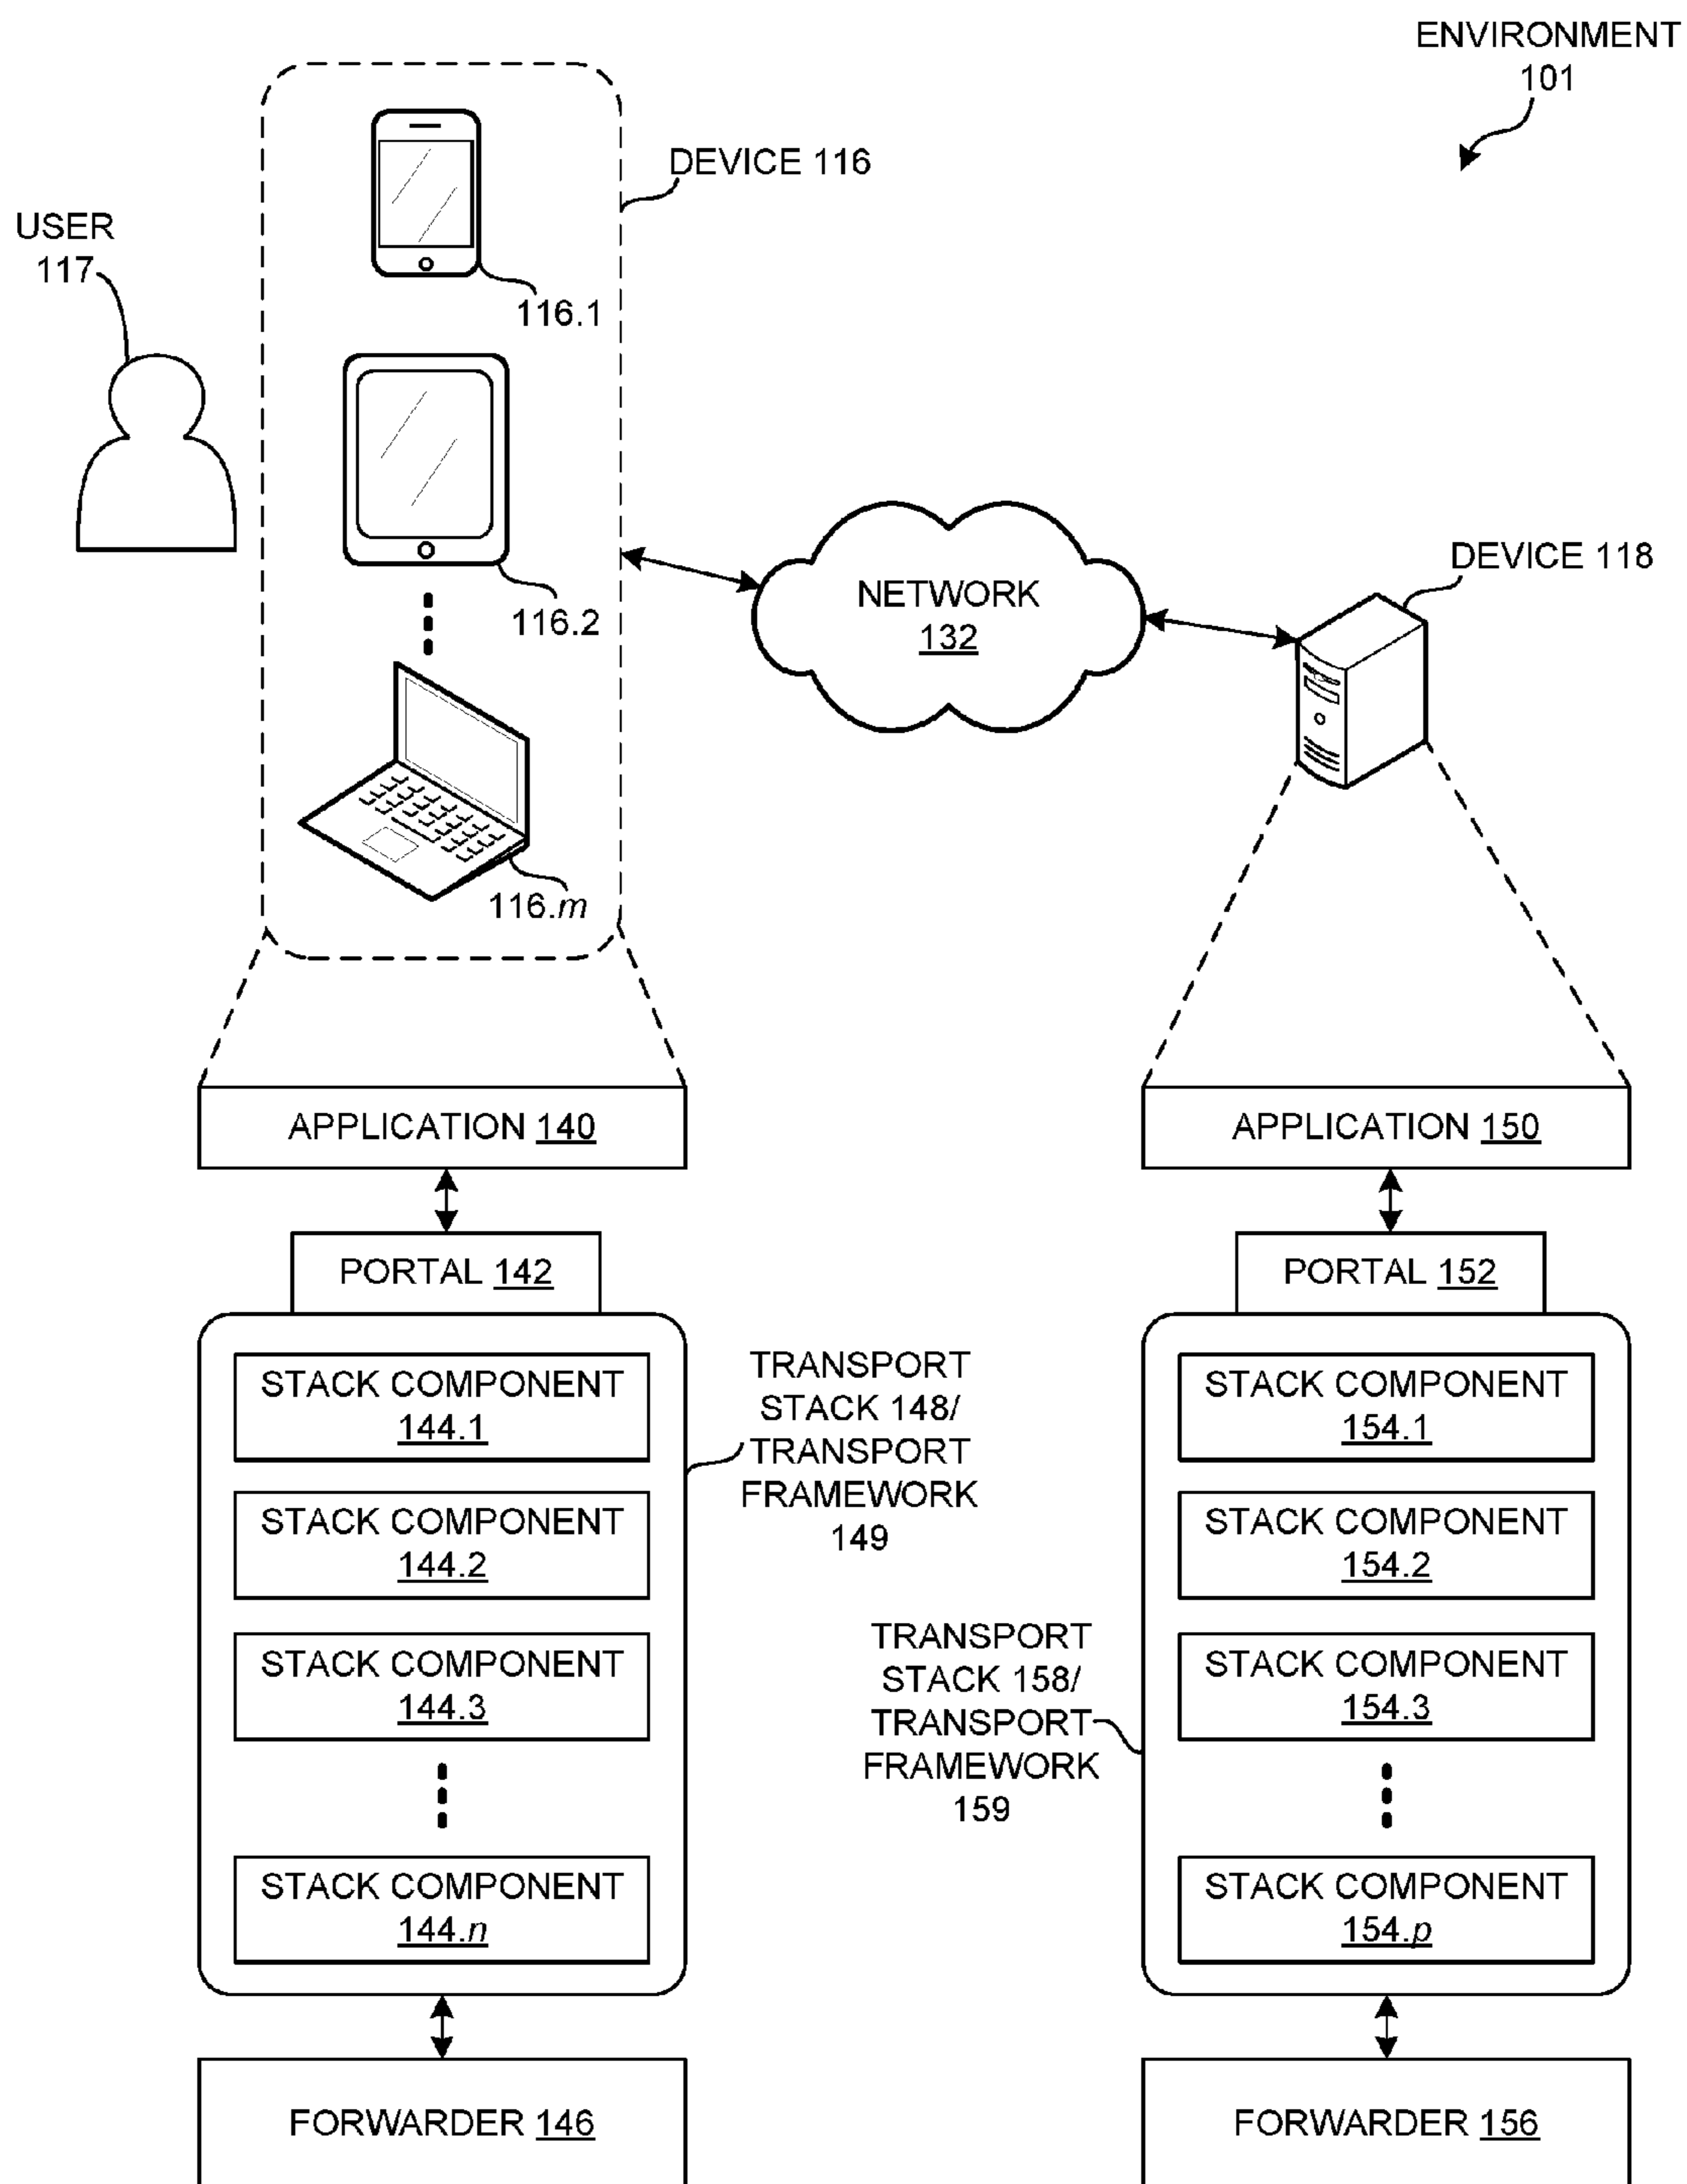 ENVIRONMENT
101
DEVICE 116
USER
117
116.1
116.2
NETWORK
132
DEVICE 118
116.m
APPLICATION 140
APPLICATION 150
PORTAL 142
PORTAL 152
STACK COMPONENT
144.1
STACK COMPONENT
144.2
STACK COMPONENT
144.3
STACK COMPONENT
144.n
TRANSPORT
STACK 148/
TRANSPORT
FRAMEWORK
149
TRANSPORT
STACK 158/
TRANSPORT
FRAMEWORK
159
STACK COMPONENT
154.1
STACK COMPONENT
154.2
STACK COMPONENT
154.3
STACK COMPONENT
154.p
FORWARDER 146
FORWARDER 156